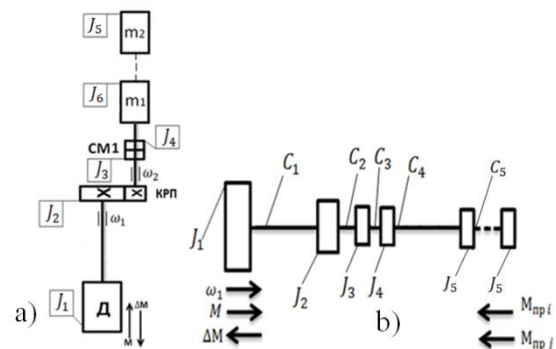 J₅
m₂
J₆
m₁
J₄
СМ1
J₃
ω₂
КРП
J₂
ω₁
J₁
Д
M
ΔM
a)
C₁
C₂
C₃
C₄
C₅
J₁
J₂
J₃
J₄
J₅
J₅
ω₁
M
ΔM
Mпр i
Mпр j
b)